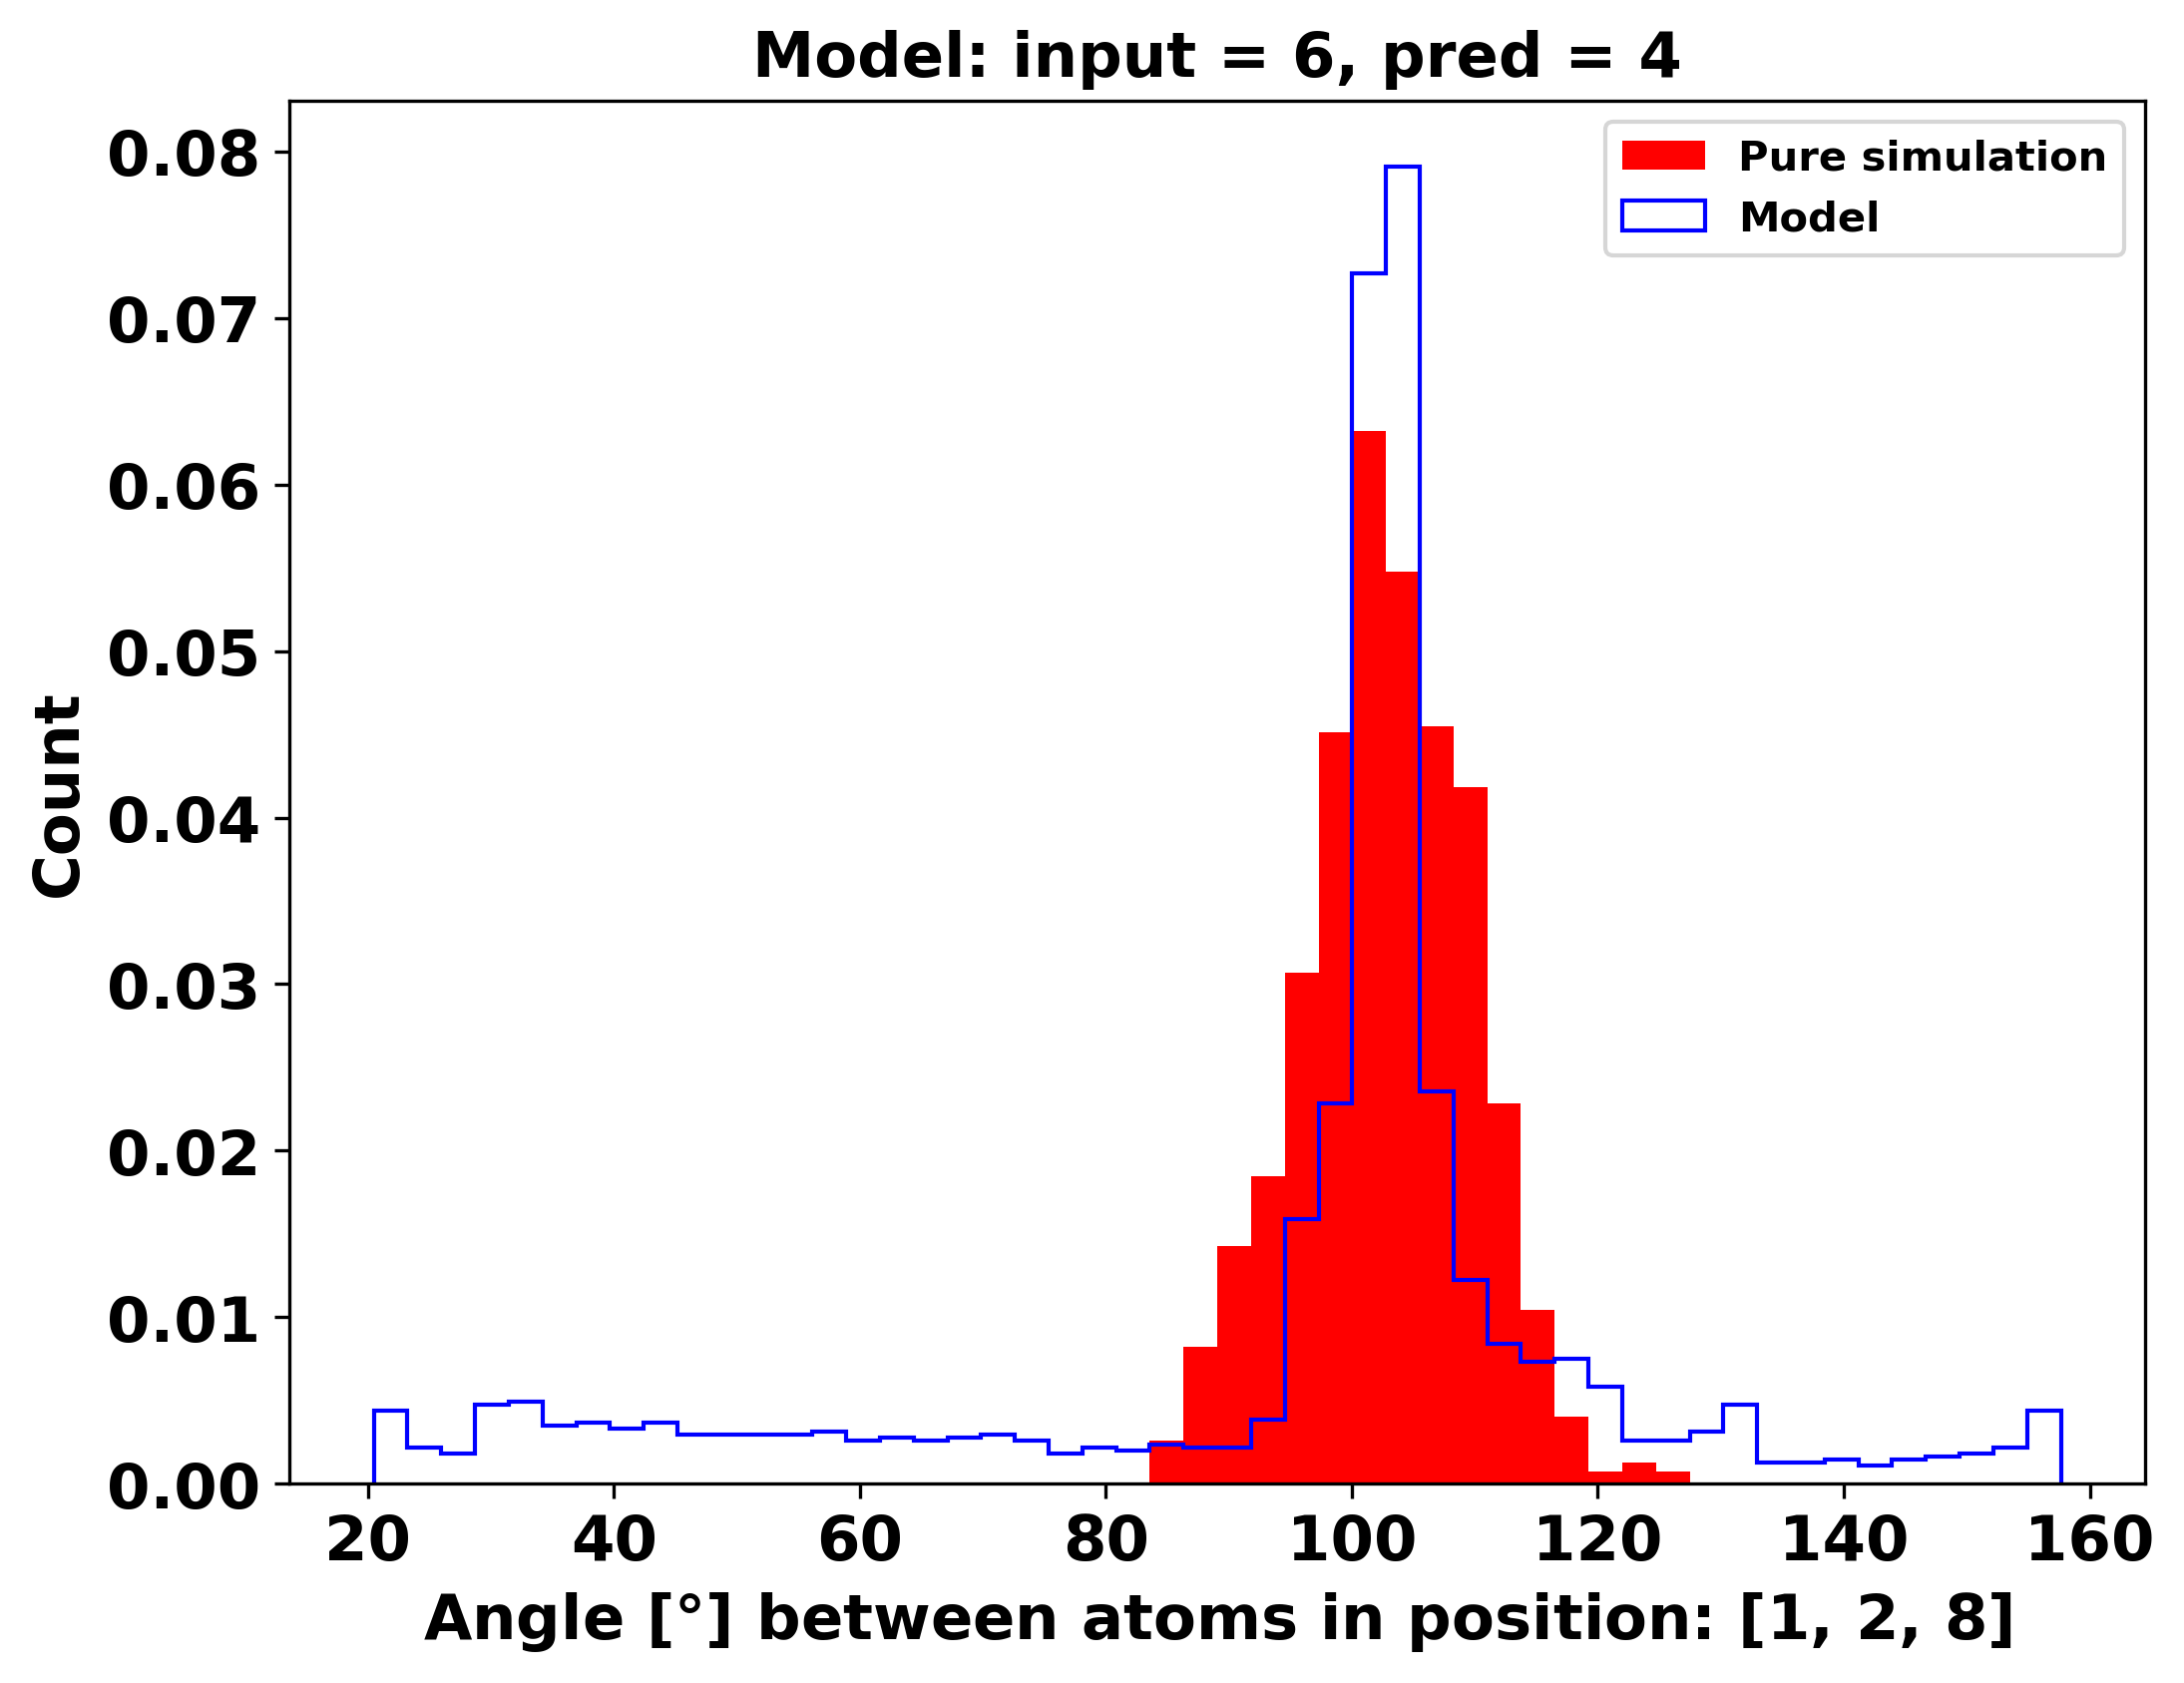 Model: input = 6, pred = 4
Pure simulation
Model
0.08
0.07
0.06
0.05
0.04
0.03
0.02
0.01
0.00
Count
20 40 60 80 100 120 140 160
Angle [°] between atoms in position: [1, 2, 8]